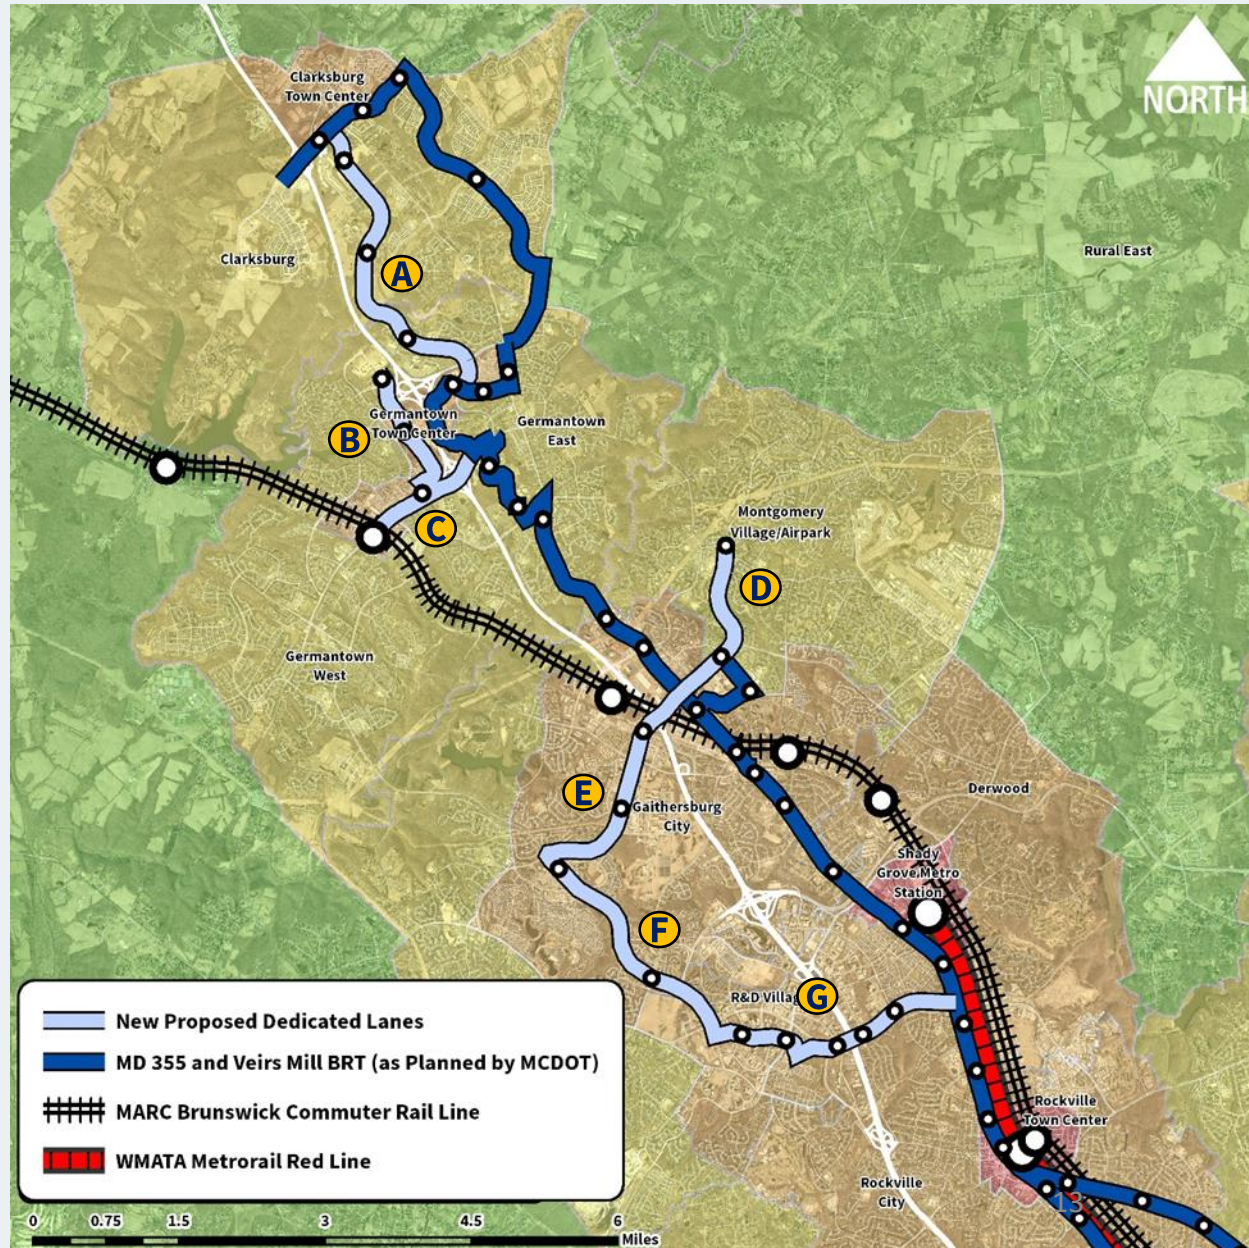 NORTH
Clarksburg
Town Center
Clarksburg
Rural East
A
Germantown
Town Center
B
Germantown
East
C
Montgomery
Village/Airpark
D
Germantown
West
E
Gaithersburg
City
Derwood
Shady
Grove Metro
Station
F
R&D Villag
G
Rockville
Town Center
Rockville
City
13
New Proposed Dedicated Lanes
MD 355 and Veirs Mill BRT (as Planned by MCDOT)
MARC Brunswick Commuter Rail Line
WMATA Metrorail Red Line
0 0.75 1.5 3 4.5 6
Miles